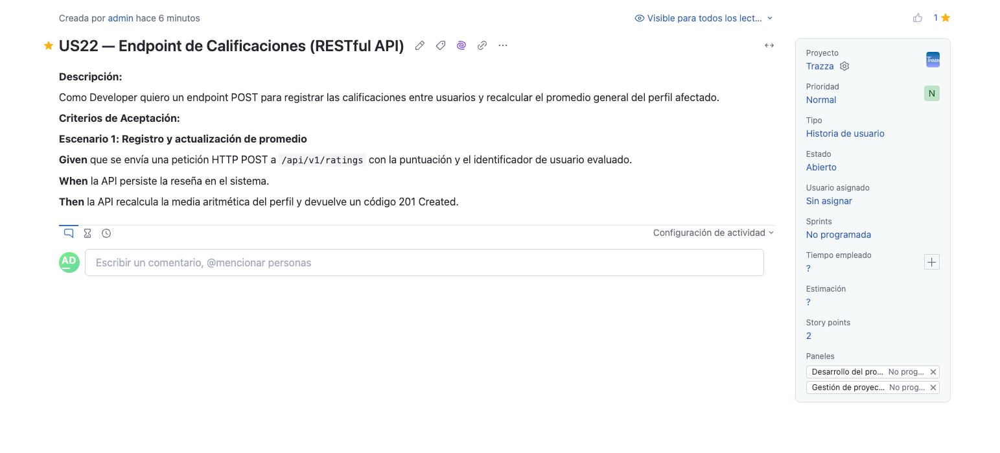 Creada por admin hace 6 minutos
Visible para todos los lect...
1
US22 — Endpoint de Calificaciones (RESTful API)
Descripción:
Como Developer quiero un endpoint POST para registrar las calificaciones entre usuarios y recalcular el promedio general del perfil afectado.
Criterios de Aceptación:
Escenario 1: Registro y actualización de promedio
Given que se envía una petición HTTP POST a /api/v1/ratings con la puntuación y el identificador de usuario evaluado.
When la API persiste la reseña en el sistema.
Then la API recalcula la media aritmética del perfil y devuelve un código 201 Created.
Configuración de actividad
AD
Escribir un comentario, @mencionar personas
Proyecto
Trazza
Trazza
Prioridad
Normal
N
Tipo
Historia de usuario
Estado
Abierto
Usuario asignado
Sin asignar
Sprints
No programada
Tiempo empleado
?
Estimación
?
Story points
2
Paneles
Desarrollo del pro... No prog...
Gestión de proyec... No prog...